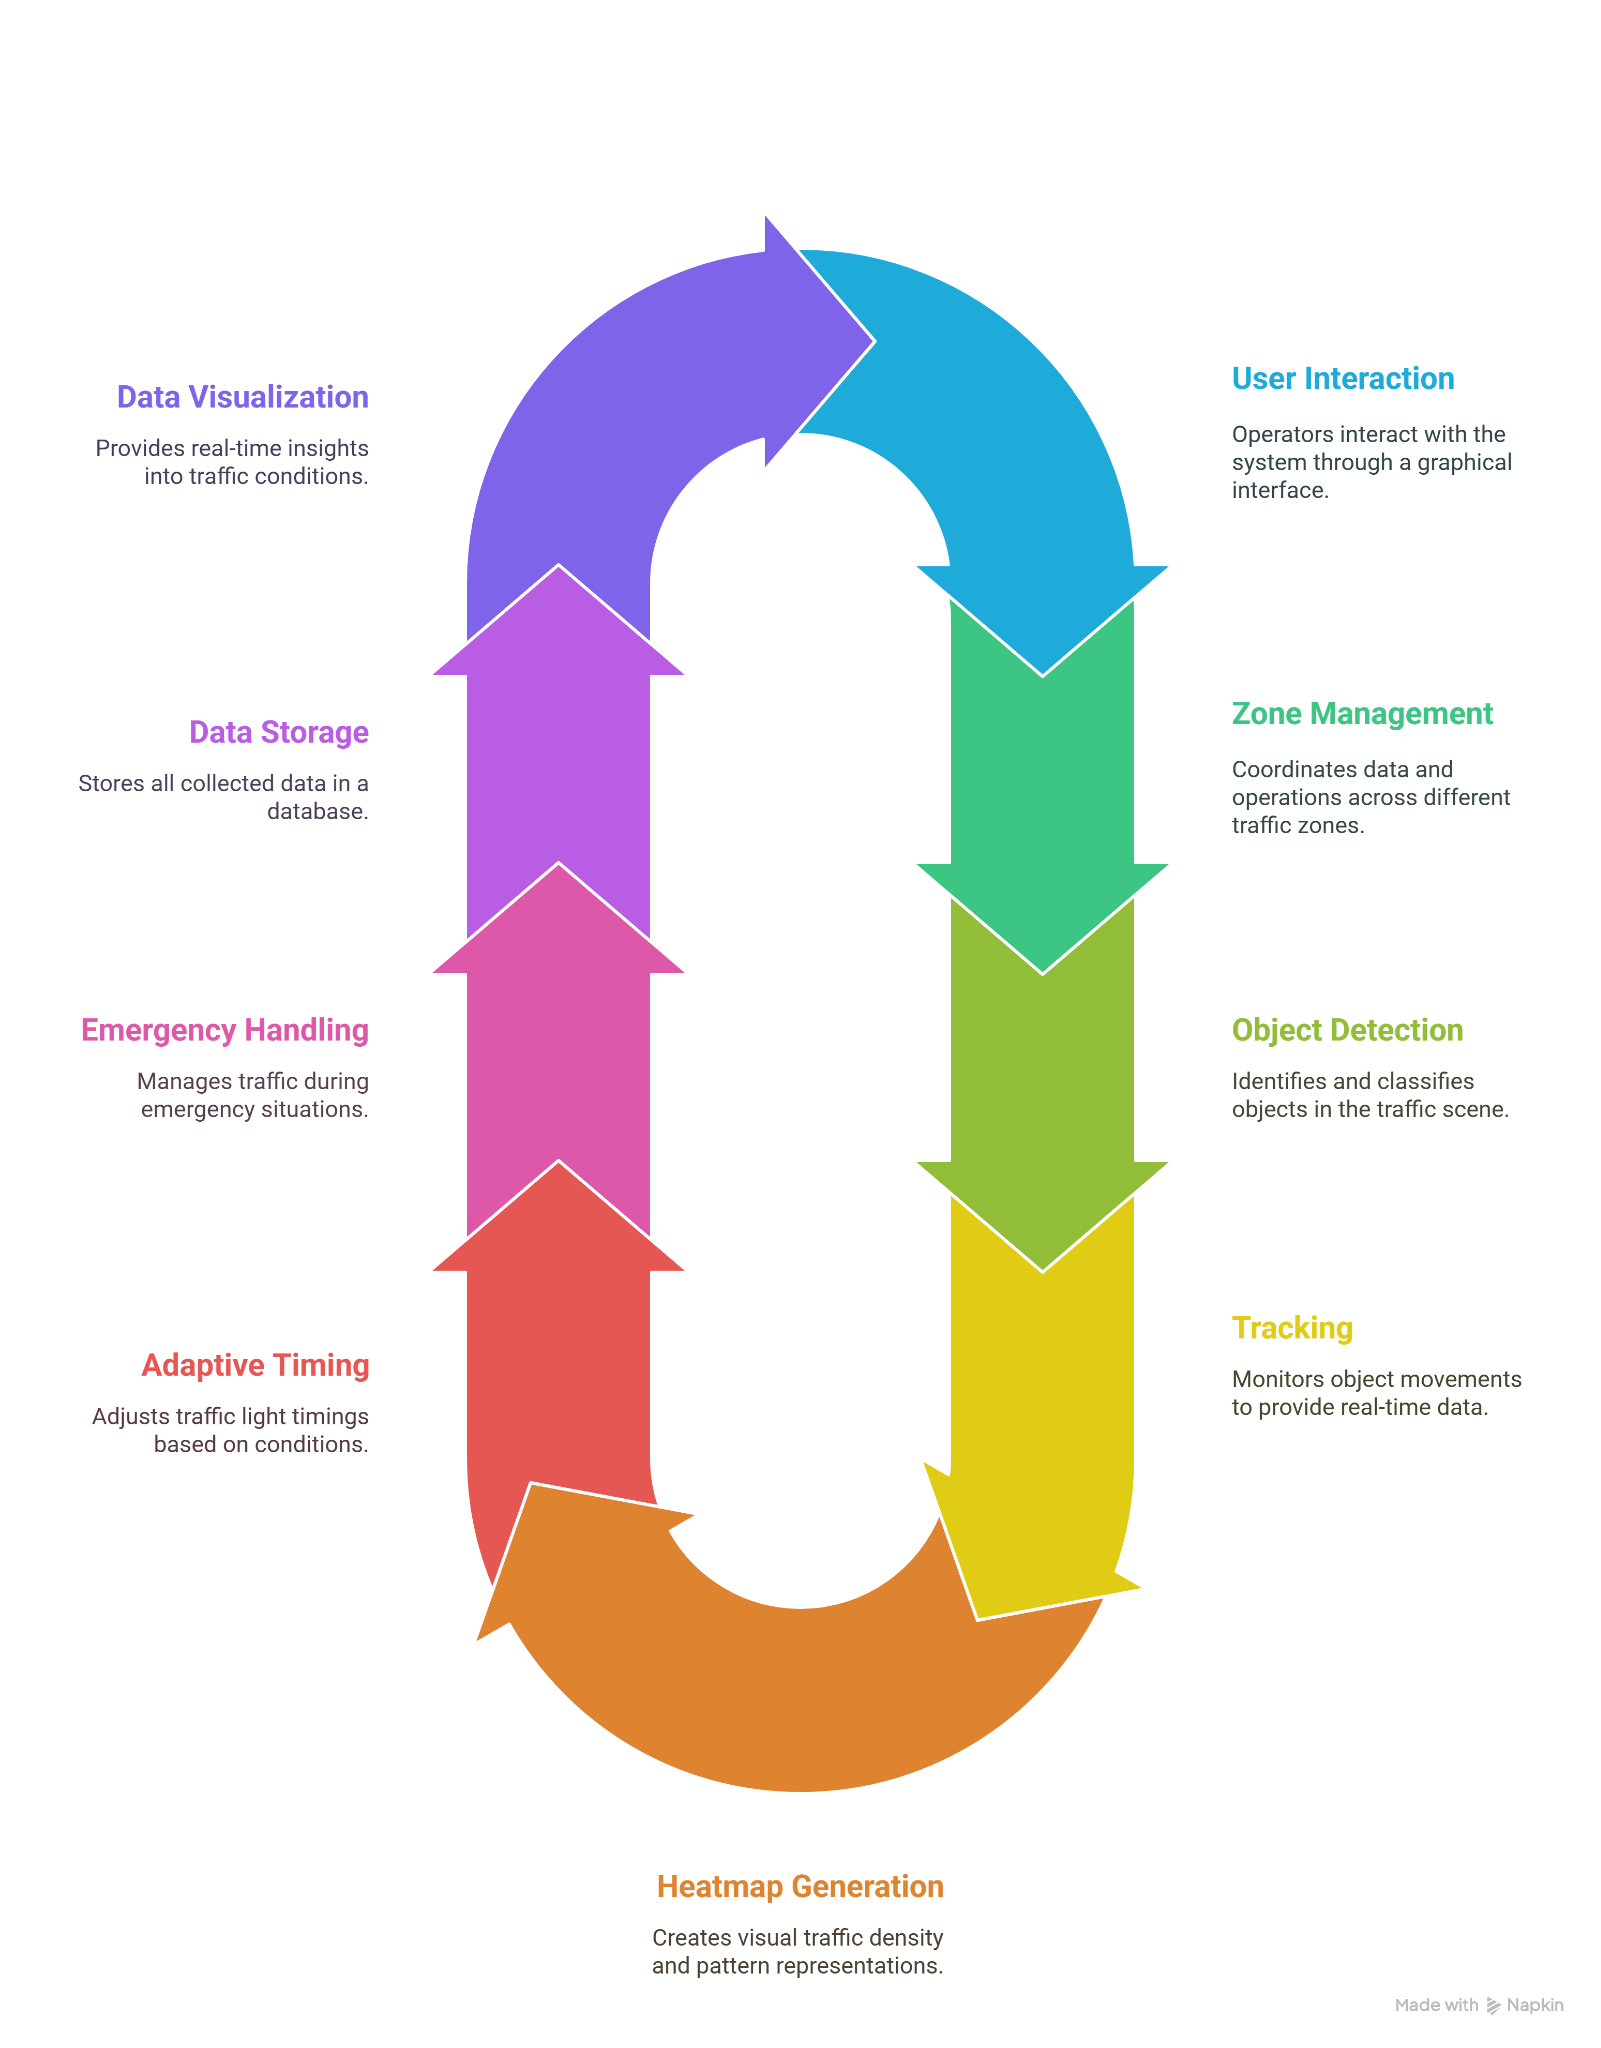 Data Visualization
Provides real-time insights
into traffic conditions.
User Interaction
Operators interact with the
system through a graphical
interface.
Data Storage
Stores all collected data in a
database.
Zone Management
Coordinates data and
operations across different
traffic zones.
Emergency Handling
Manages traffic during
emergency situations.
Object Detection
Identifies and classifies
objects in the traffic scene.
Adaptive Timing
Adjusts traffic light timings
based on conditions.
Tracking
Monitors object movements
to provide real-time data.
Heatmap Generation
Creates visual traffic density
and pattern representations.
Made with Napkin